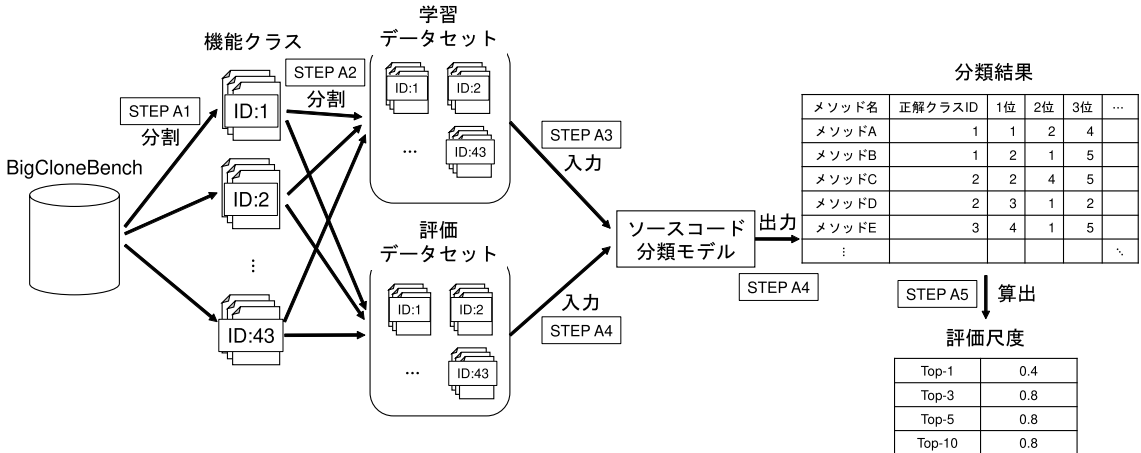 学習
データセット
機能クラス
STEP A2
分割
ID:1
ID:2
…
ID:43
STEP A1
分割
ID:1
BigCloneBench
ID:2
…
ID:43
STEP A3
入力
評価
データセット
ID:1
ID:2
…
ID:43
入力
STEP A4
ソースコード
分類モデル
出力
STEP A4
分類結果
メソッド名 正解クラスID 1位 2位 3位 …
メソッドA 1 1 2 4
メソッドB 1 2 1 5
メソッドC 2 2 4 5
メソッドD 2 3 1 2
メソッドE 3 4 1 5
⋮ ⋱
STEP A5
算出
評価尺度
Top-1 0.4
Top-3 0.8
Top-5 0.8
Top-10 0.8